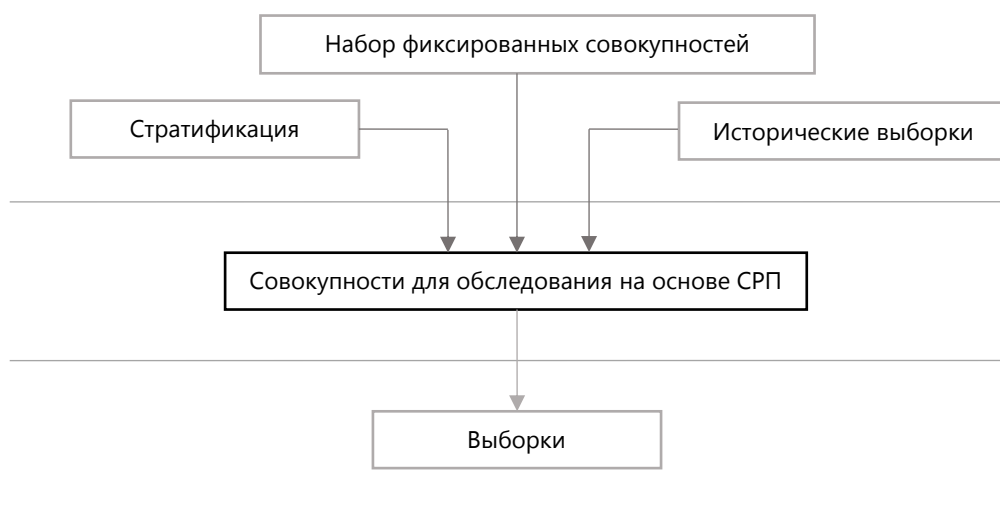 Набор фиксированных совокупностей
Стратификация
Исторические выборки
Совокупности для обследования на основе СРП
Выборки